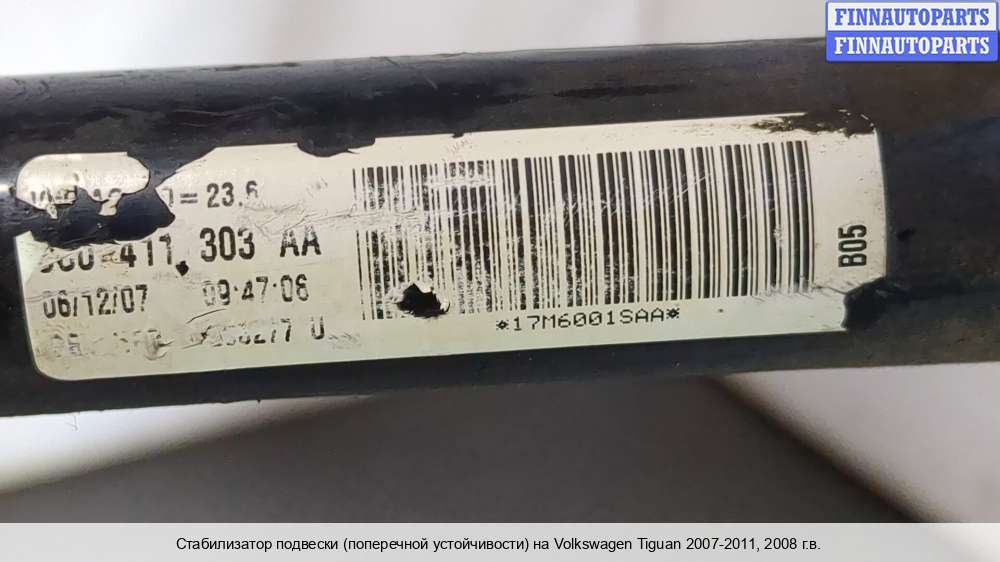 FINNAUTOPARTS
FINNAUTOPARTS
= 23.6
411 303 AA
06/12/07 09:47:06
*17M6001SAA*
B05
Стабилизатор подвески (поперечной устойчивости) на Volkswagen Tiguan 2007-2011, 2008 г.в.